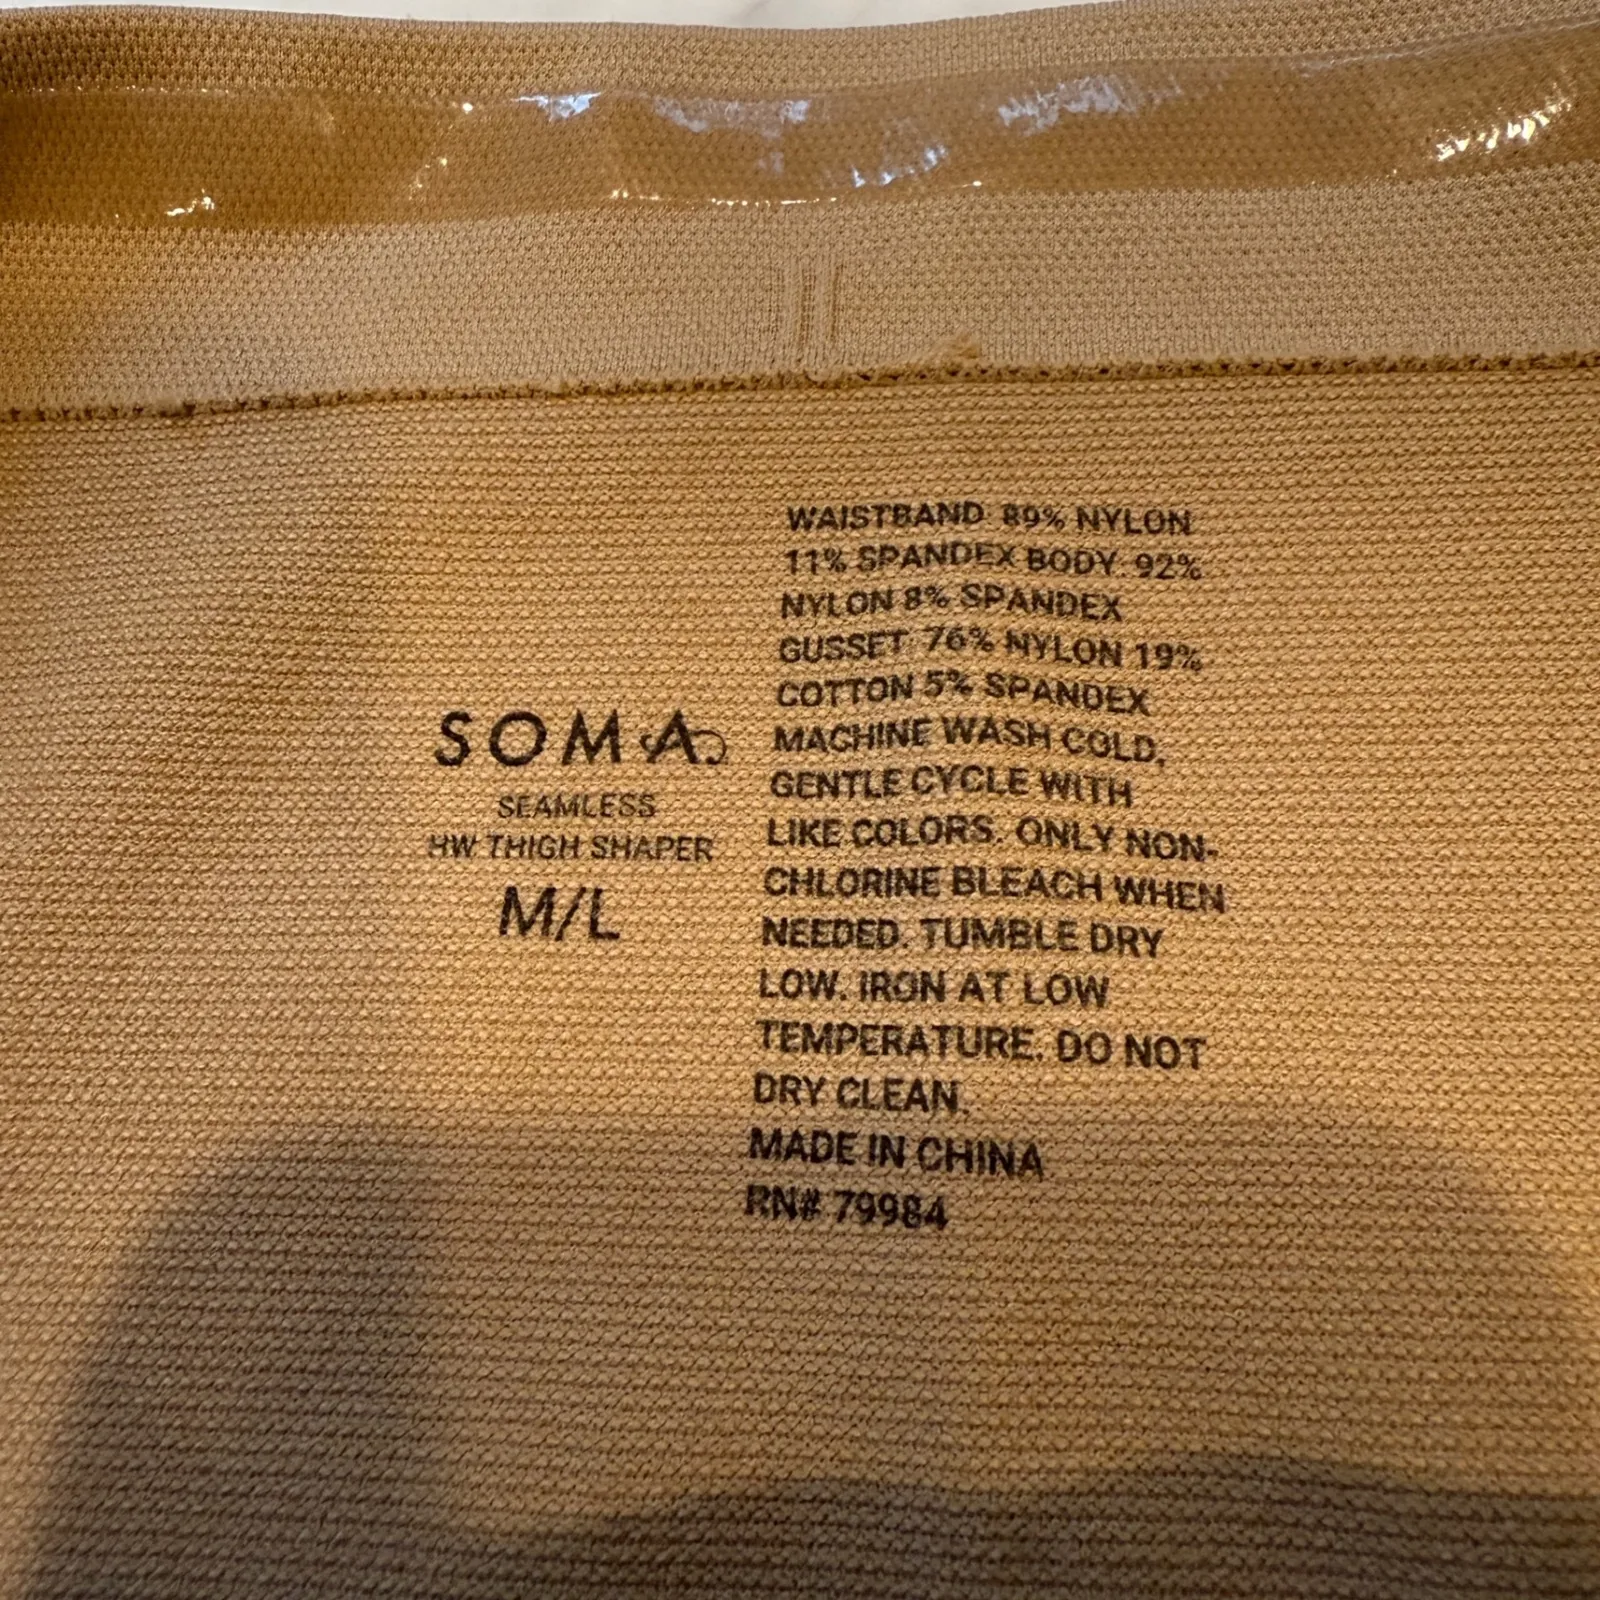 SOMA
SEAMLESS
HW THIGH SHAPER
M/L
WAISTBAND 89% NYLON
11% SPANDEX BODY: 92%
NYLON 8% SPANDEX
GUSSET: 76% NYLON 19%
COTTON 5% SPANDEX
MACHINE WASH COLD,
GENTLE CYCLE WITH
LIKE COLORS. ONLY NON-
CHLORINE BLEACH WHEN
NEEDED. TUMBLE DRY
LOW. IRON AT LOW
TEMPERATURE. DO NOT
DRY CLEAN.
MADE IN CHINA
RN# 79984